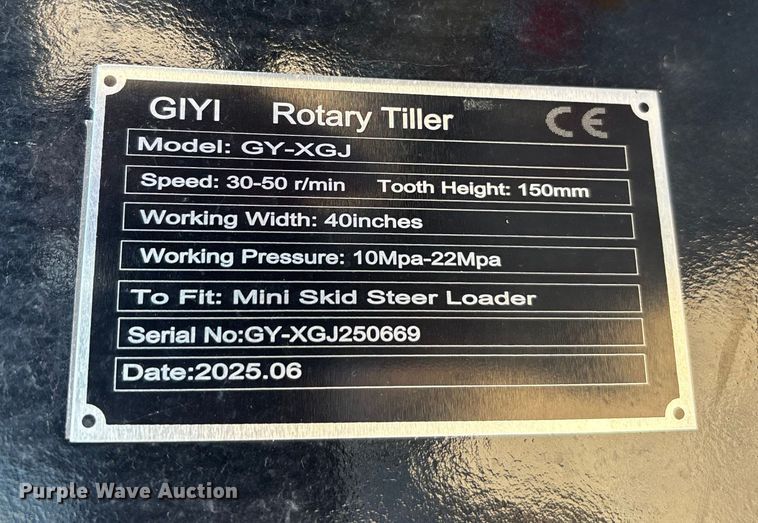 GIYI Rotary Tiller CE
Model: GY-XGJ
Speed: 30-50 r/min Tooth Height: 150mm
Working Width: 40inches
Working Pressure: 10Mpa-22Mpa
To Fit: Mini Skid Steer Loader
Serial No:GY-XGJ250669
Date:2025.06
Purple Wave Auction